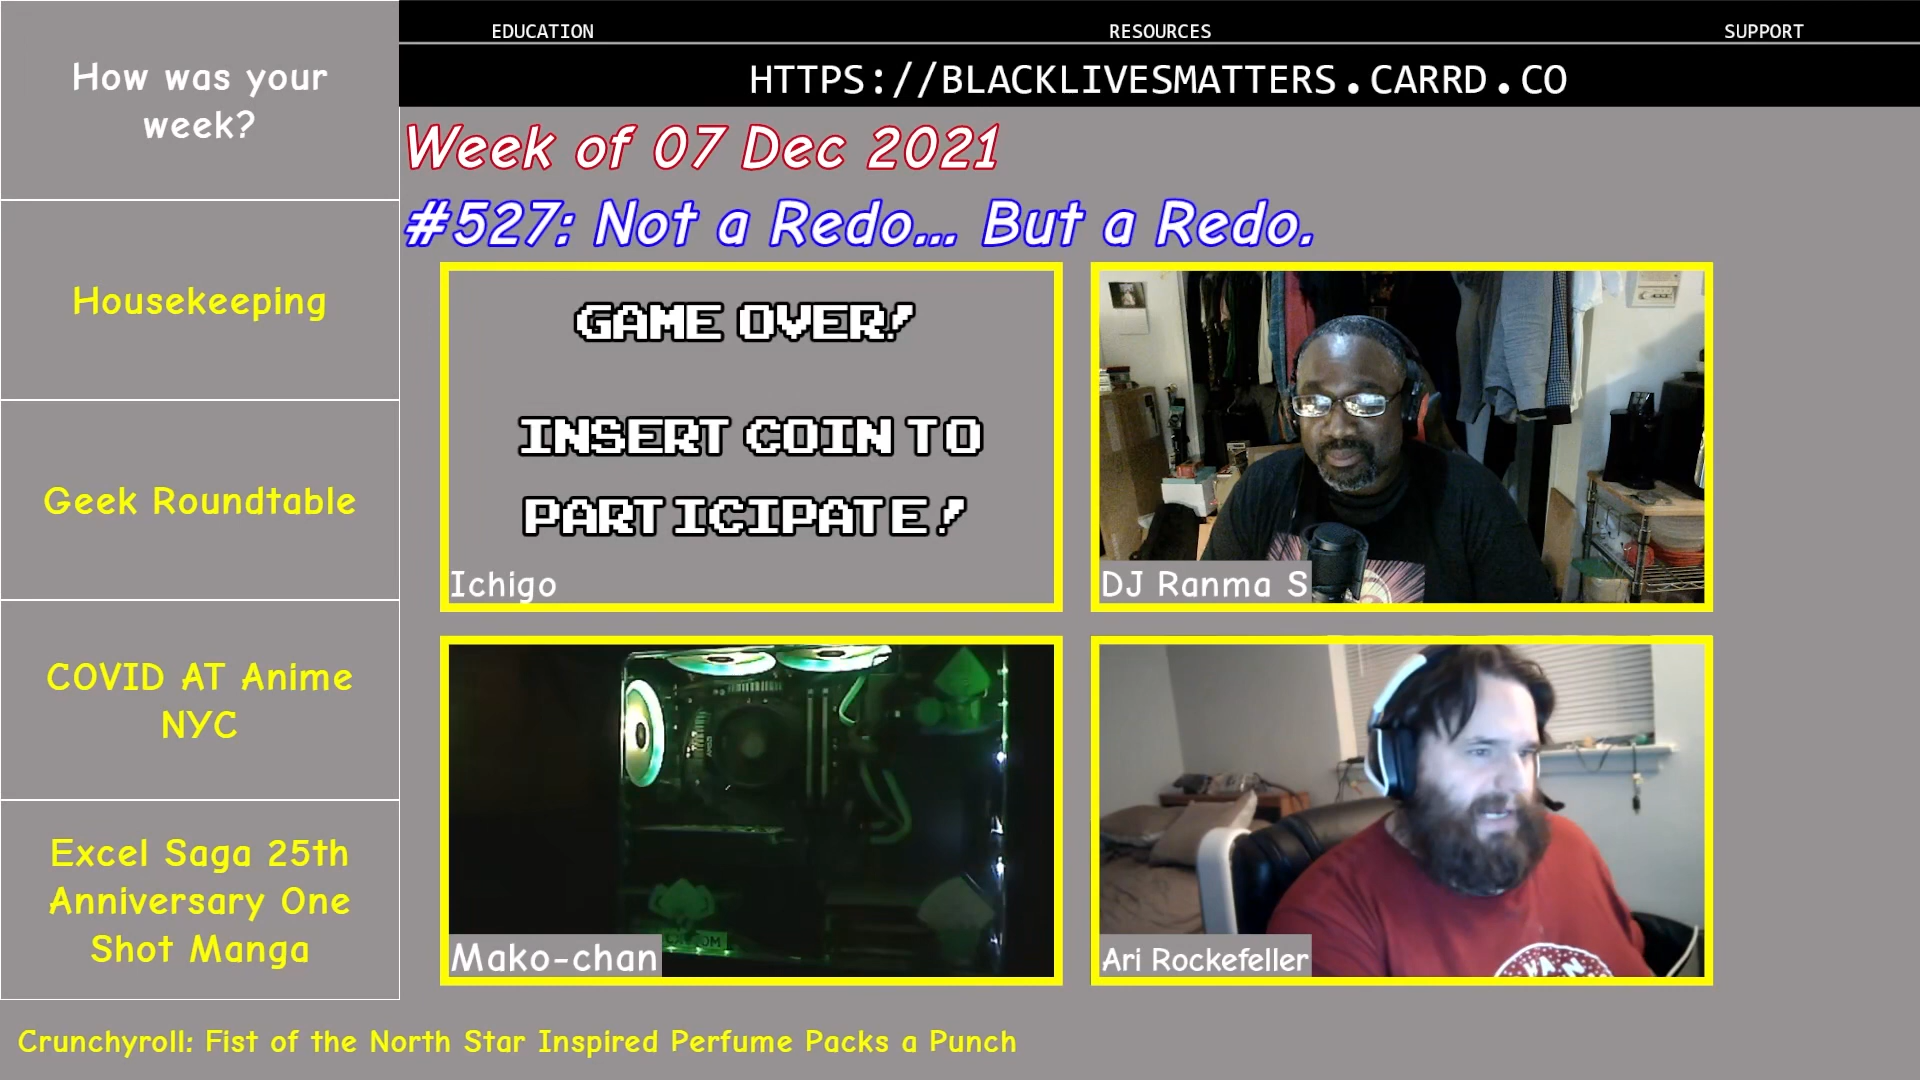 EDUCATION
RESOURCES
SUPPORT
HTTPS://BLACKLIVESMATTERS.CARRD.CO
How was your
week?
Housekeeping
Geek Roundtable
COVID AT Anime
NYC
Excel Saga 25th
Anniversary One
Shot Manga
Week of 07 Dec 2021
#527: Not a Redo... But a Redo.
GAME OVER!
INSERT COIN TO
PARTICIPATE!
Ichigo
DJ Ranma S
Mako-chan
Ari Rockefeller
Crunchyroll: Fist of the North Star Inspired Perfume Packs a Punch